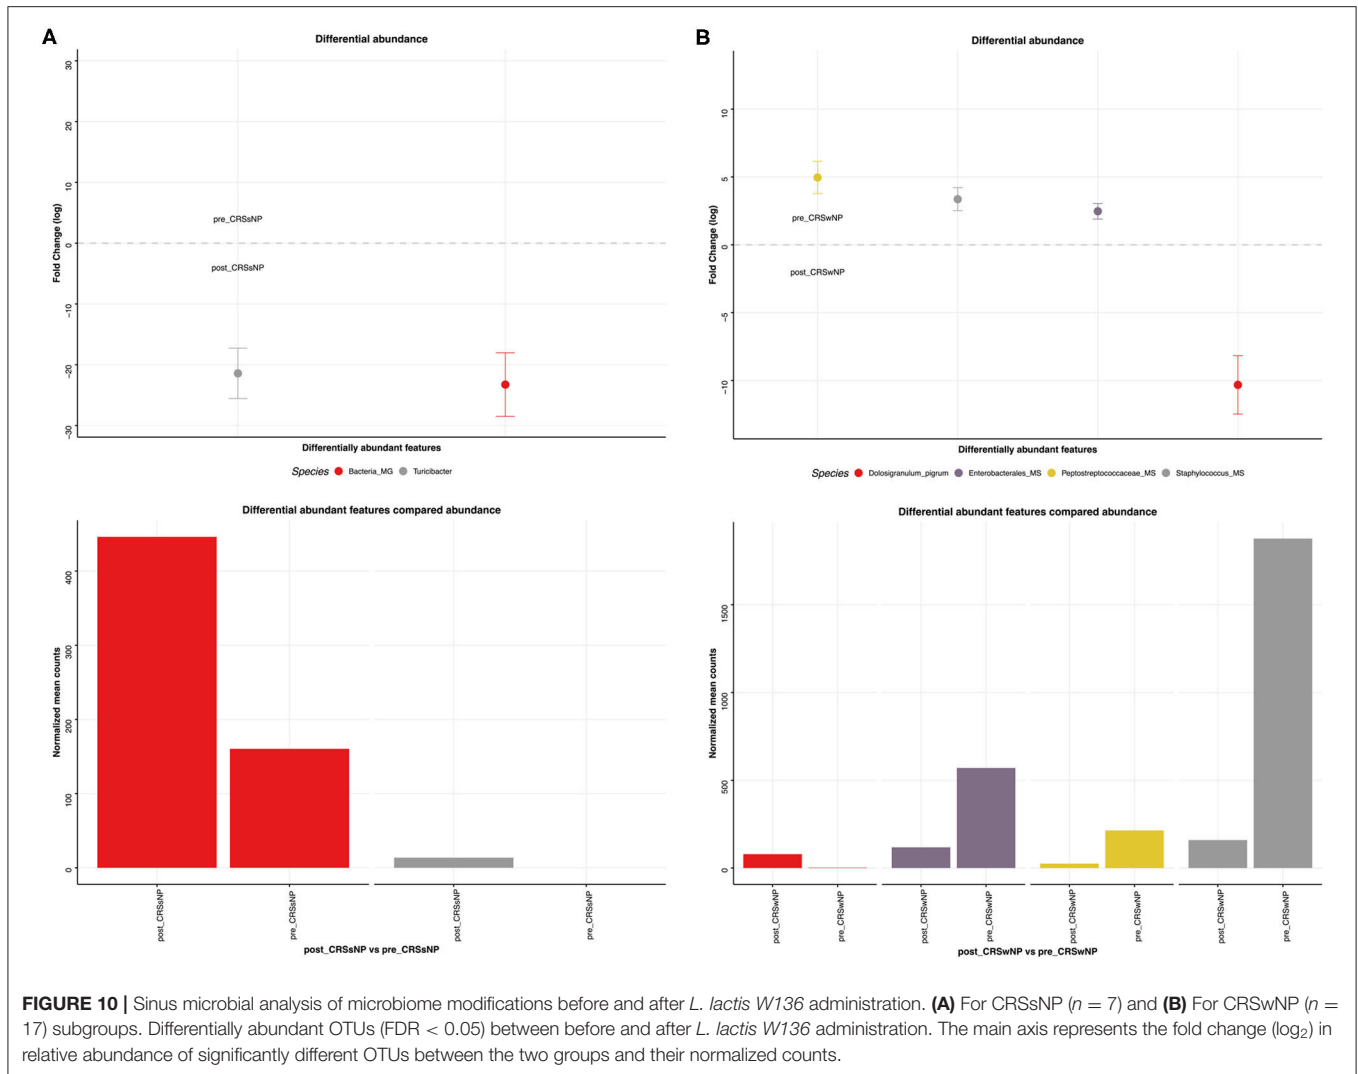 A
Differential abundance
30
20
10
0
−10
−20
−30
Fold Change (log)
pre_CRSsNP
post_CRSsNP
Differentially abundant features
Species Bacteria_MG Turicibacter
Differential abundant features compared abundance
400
300
200
100
0
Normalized mean counts
post_CRSsNP
pre_CRSsNP
post_CRSsNP
pre_CRSsNP
post_CRSsNP vs pre_CRSsNP
B
Differential abundance
10
5
0
−5
−10
Fold Change (log)
pre_CRSwNP
post_CRSwNP
Differentially abundant features
Species Dolosigranulum_pigrum Enterobacterales_MS Peptostreptococcaceae_MS Staphylococcus_MS
Differential abundant features compared abundance
1500
1000
500
0
Normalized mean counts
post_CRSwNP
pre_CRSwNP
post_CRSwNP
pre_CRSwNP
post_CRSwNP
pre_CRSwNP
post_CRSwNP
pre_CRSwNP
post_CRSwNP vs pre_CRSwNP
FIGURE 10 | Sinus microbial analysis of microbiome modifications before and after L. lactis W136 administration. (A) For CRSsNP (n = 7) and (B) For CRSwNP (n =
17) subgroups. Differentially abundant OTUs (FDR < 0.05) between before and after L. lactis W136 administration. The main axis represents the fold change (log₂) in
relative abundance of significantly different OTUs between the two groups and their normalized counts.